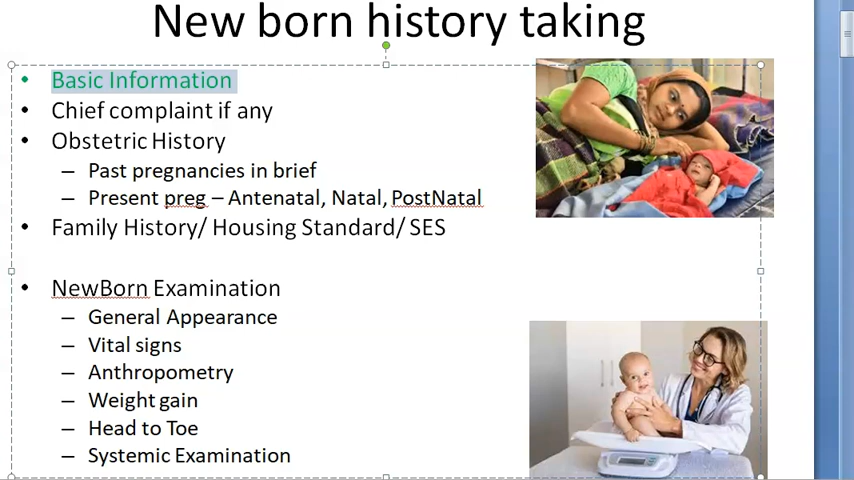 New born history taking
• Basic Information
• Chief complaint if any
• Obstetric History
– Past pregnancies in brief
– Present preg – Antenatal, Natal, PostNatal
• Family History/ Housing Standard/ SES
• NewBorn Examination
– General Appearance
– Vital signs
– Anthropometry
– Weight gain
– Head to Toe
– Systemic Examination